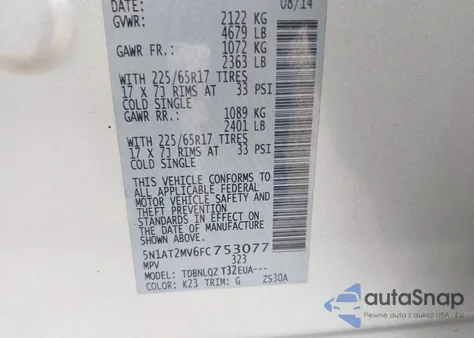 DATE: 08/14
GVWR: 2122 KG
4679 LB
GAWR FR.: 1072 KG
2363 LB
WITH 225/65R17 TIRES
17 X 7J RIMS AT 33 PSI
COLD SINGLE
GAWR RR.: 1089 KG
2401 LB
WITH 225/65R17 TIRES
17 X 7J RIMS AT 33 PSI
COLD SINGLE
THIS VEHICLE CONFORMS TO
ALL APPLICABLE FEDERAL
MOTOR VEHICLE SAFETY AND
THEFT PREVENTION
STANDARDS IN EFFECT ON
THE DATE OF MANUFACTURE
SHOWN ABOVE.
5N1AT2MV6FC753077
MPV 323
MODEL: TDBNLQZ T32EUA---
COLOR: K23 TRIM: G ZS30A
autoSnap
Pewne auta z USA i